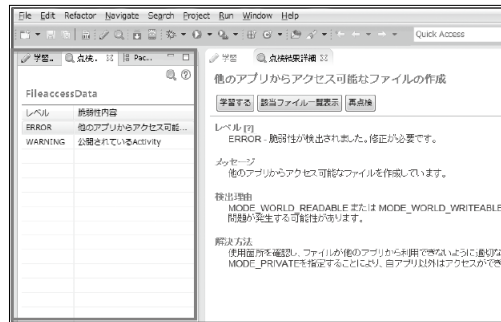 File Edit Refactor Navigate Search Project Run Window Help
Quick Access
学習.. 点検. Pac...
FileaccessData
レベル 脆弱性内容
ERROR 他のアプリからアクセス可能...
WARNING 公開されているActivity
学習 点検結果詳細
他のアプリからアクセス可能なファイルの作成
学習する 該当ファイル一覧表示 再点検
レベル [?]
ERROR - 脆弱性が検出されました。修正が必要です。
メッセージ
他のアプリからアクセス可能なファイルを作成しています。
検出理由
MODE_WORLD_READABLE または MODE_WORLD_WRITEABLE
問題が発生する可能性があります。
解決方法
使用箇所を確認し、ファイルが他のアプリから利用できないように適切な
MODE_PRIVATEを指定することにより、自アプリ以外はアクセスができ